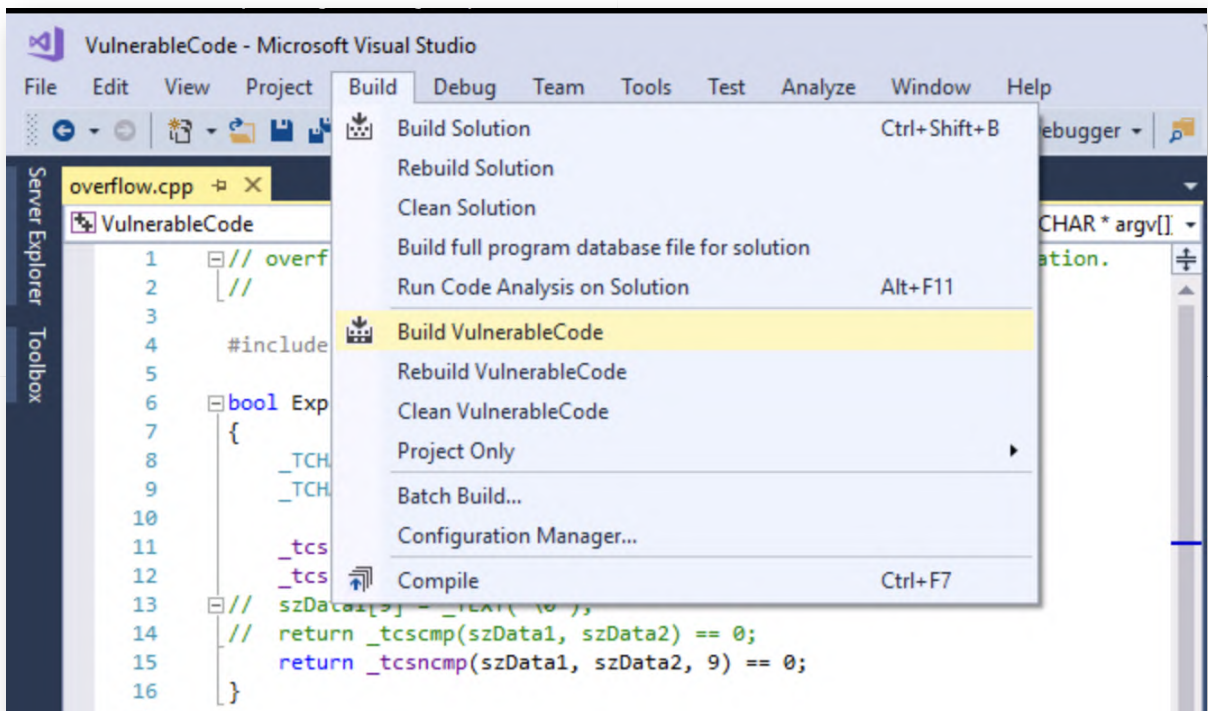 VulnerableCode - Microsoft Visual Studio
File Edit View Project Build Debug Team Tools Test Analyze Window Help
Build Solution Ctrl+Shift+B ebugger
Rebuild Solution
Server Explorer
Toolbox
overflow.cpp
Clean Solution
VulnerableCode CHAR * argv[]
Build full program database file for solution
1 // overf ation.
2 //
Run Code Analysis on Solution Alt+F11
3
Build VulnerableCode
4 #include
5
Rebuild VulnerableCode
6 bool Exp
Clean VulnerableCode
7 {
Project Only
8 _TCH
9 _TCH
Batch Build...
10
Configuration Manager...
11 _tcs
12 _tcs
Compile Ctrl+F7
13 // szData1[9] = _TEXT('\0');
14 // return _tcscmp(szData1, szData2) == 0;
15 return _tcsncmp(szData1, szData2, 9) == 0;
16 }